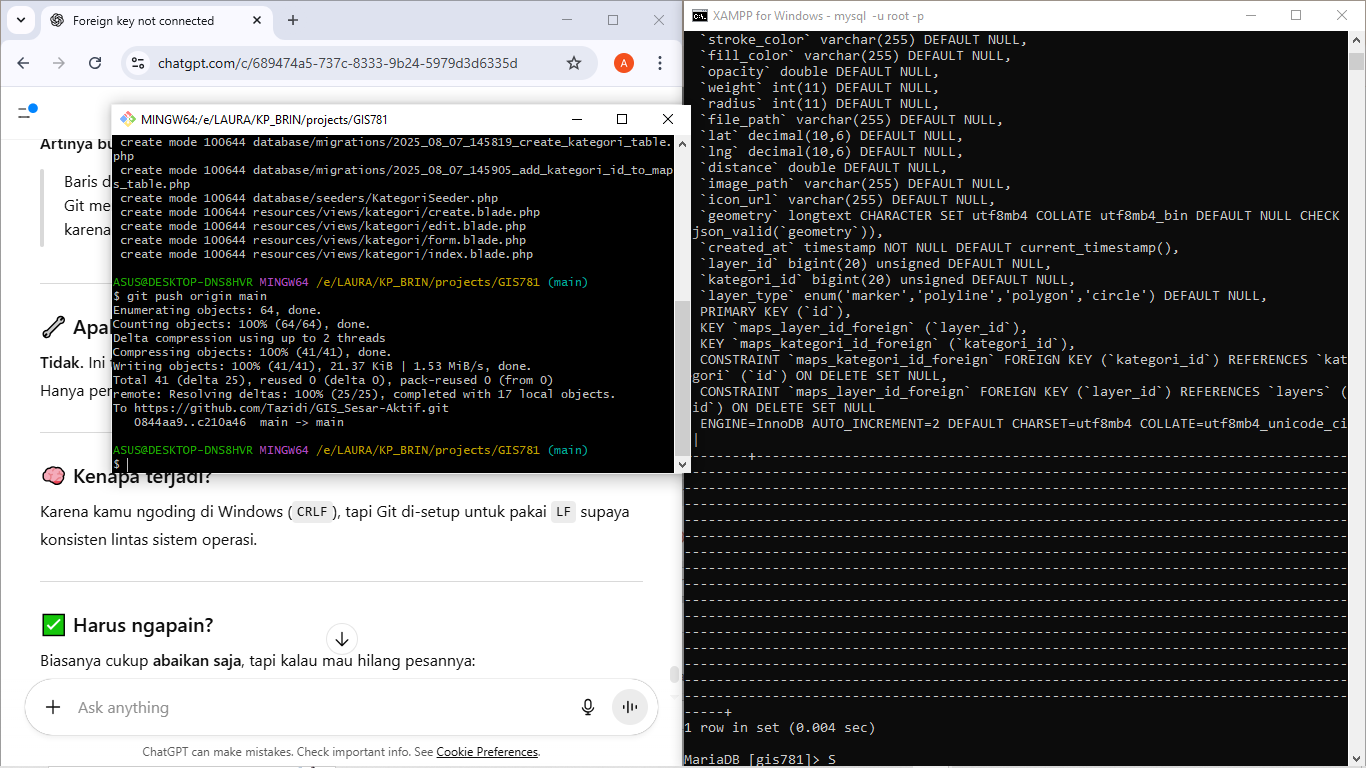 Foreign key not connected
chatgpt.com/c/689474a5-737c-8333-9b24-5979d3d6335d
A
Artinya bu
Baris d
Git me
karena
Apal
Tidak. Ini t
Hanya per
Kenapa terjadi?
Karena kamu ngoding di Windows (CRLF), tapi Git di-setup untuk pakai LF supaya
konsisten lintas sistem operasi.
Harus ngapain?
Biasanya cukup abaikan saja, tapi kalau mau hilang pesannya:
Ask anything
ChatGPT can make mistakes. Check important info. See Cookie Preferences.
MINGW64:/e/LAURA/KP_BRIN/projects/GIS781
create mode 100644 database/migrations/2025_08_07_145819_create_kategori_table.
php
create mode 100644 database/migrations/2025_08_07_145905_add_kategori_id_to_map
s_table.php
create mode 100644 database/seeders/KategoriSeeder.php
create mode 100644 resources/views/kategori/create.blade.php
create mode 100644 resources/views/kategori/edit.blade.php
create mode 100644 resources/views/kategori/form.blade.php
create mode 100644 resources/views/kategori/index.blade.php
ASUS@DESKTOP-DNS8HVR MINGW64 /e/LAURA/KP_BRIN/projects/GIS781 (main)
$ git push origin main
Enumerating objects: 64, done.
Counting objects: 100% (64/64), done.
Delta compression using up to 2 threads
Compressing objects: 100% (41/41), done.
Writing objects: 100% (41/41), 21.37 KiB | 1.53 MiB/s, done.
Total 41 (delta 25), reused 0 (delta 0), pack-reused 0 (from 0)
remote: Resolving deltas: 100% (25/25), completed with 17 local objects.
To https://github.com/Tazidi/GIS_Sesar-Aktif.git
0844aa9..c210a46  main -> main
ASUS@DESKTOP-DNS8HVR MINGW64 /e/LAURA/KP_BRIN/projects/GIS781 (main)
$
XAMPP for Windows - mysql  -u root -p
`stroke_color` varchar(255) DEFAULT NULL,
`fill_color` varchar(255) DEFAULT NULL,
`opacity` double DEFAULT NULL,
`weight` int(11) DEFAULT NULL,
`radius` int(11) DEFAULT NULL,
`file_path` varchar(255) DEFAULT NULL,
`lat` decimal(10,6) DEFAULT NULL,
`lng` decimal(10,6) DEFAULT NULL,
`distance` double DEFAULT NULL,
`image_path` varchar(255) DEFAULT NULL,
`icon_url` varchar(255) DEFAULT NULL,
`geometry` longtext CHARACTER SET utf8mb4 COLLATE utf8mb4_bin DEFAULT NULL CHECK
json_valid(`geometry`)),
`created_at` timestamp NOT NULL DEFAULT current_timestamp(),
`layer_id` bigint(20) unsigned DEFAULT NULL,
`kategori_id` bigint(20) unsigned DEFAULT NULL,
`layer_type` enum('marker','polyline','polygon','circle') DEFAULT NULL,
PRIMARY KEY (`id`),
KEY `maps_layer_id_foreign` (`layer_id`),
KEY `maps_kategori_id_foreign` (`kategori_id`),
CONSTRAINT `maps_kategori_id_foreign` FOREIGN KEY (`kategori_id`) REFERENCES `kat
gori` (`id`) ON DELETE SET NULL,
CONSTRAINT `maps_layer_id_foreign` FOREIGN KEY (`layer_id`) REFERENCES `layers` (
id`) ON DELETE SET NULL
ENGINE=InnoDB AUTO_INCREMENT=2 DEFAULT CHARSET=utf8mb4 COLLATE=utf8mb4_unicode_ci
|
-------+--------------------------------------------------------------------------
-----+
1 row in set (0.004 sec)
MariaDB [gis781]> S